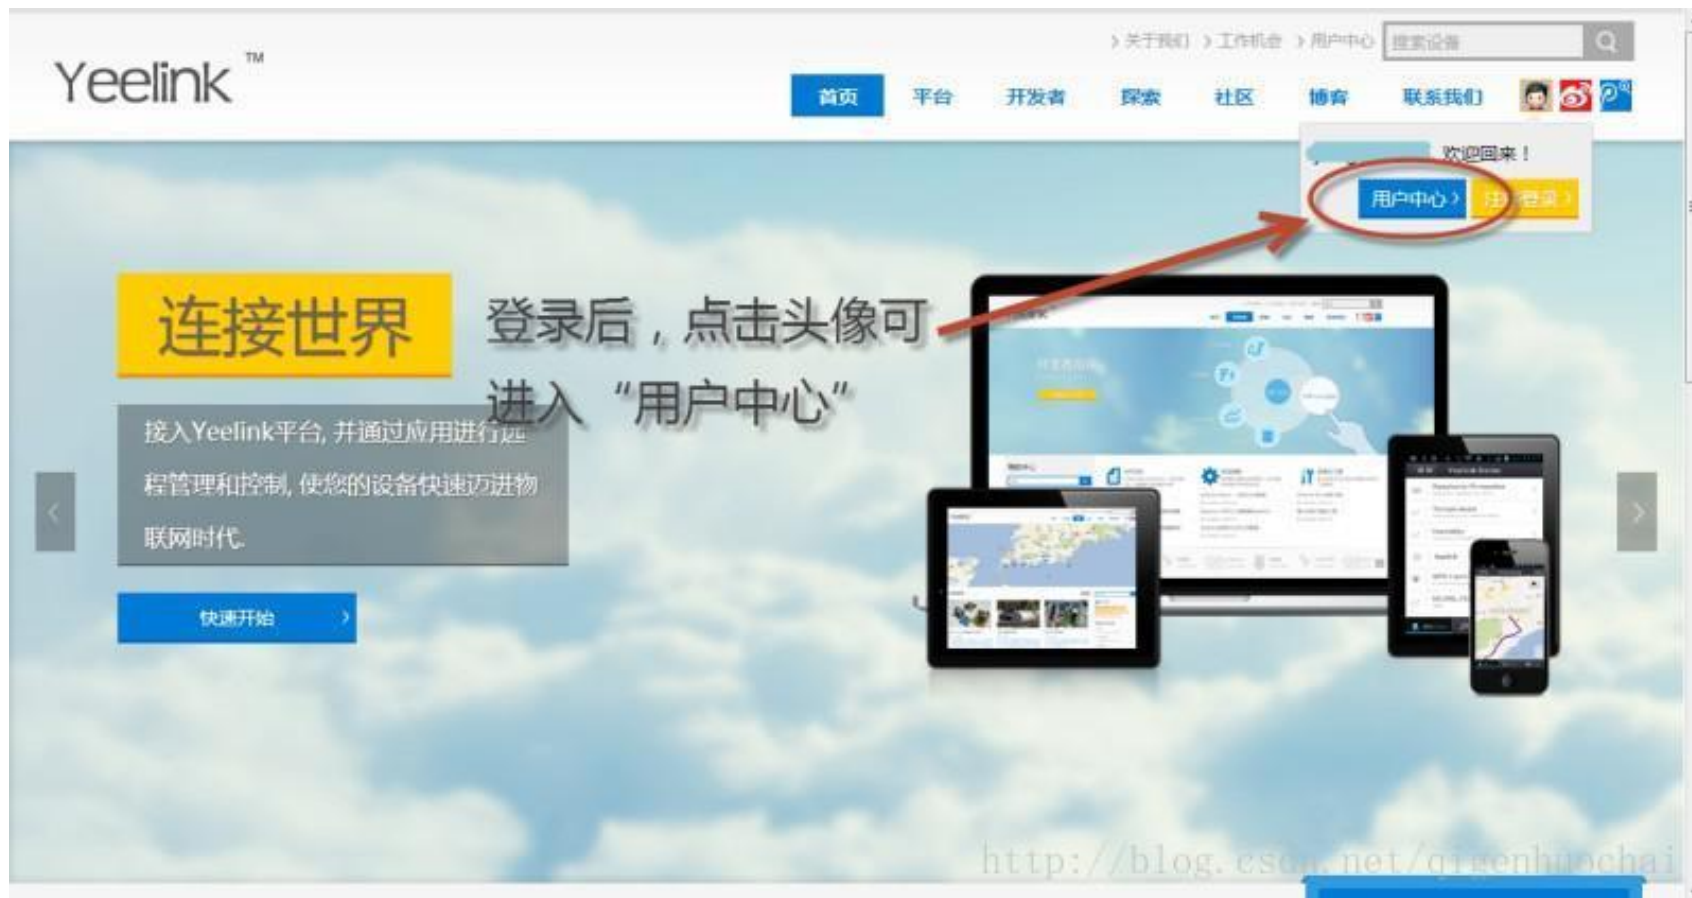 Yeelink ™
> 关于我们 > 工作机会 > 用户中心 搜索设备
首页 平台 开发者 探索 社区 博客 联系我们
欢迎回来！
用户中心 >
连接世界
登录后，点击头像可
进入“用户中心”
接入Yeelink平台, 并通过应用进行远
程管理和控制, 使您的设备快速迈进物
联网时代.
快速开始 >
http://blog.csdn.net/qigenhuochai